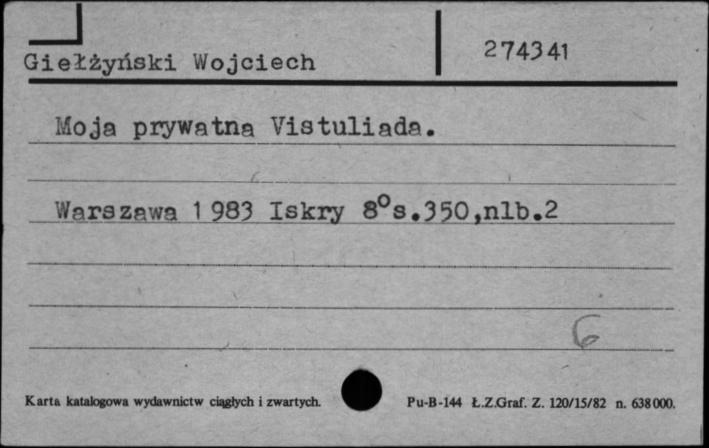 Giełżyński Wojciech 274341
Moja prywatna Vistuliada.
Warszawa 1983 Iskry 8°s.350,nlb.2
6
Karta katalogowa wydawnictw ciągłych i zwartych. Pu-B-144 Ł.Z.Graf. Z. 120/15/82 n. 638000.